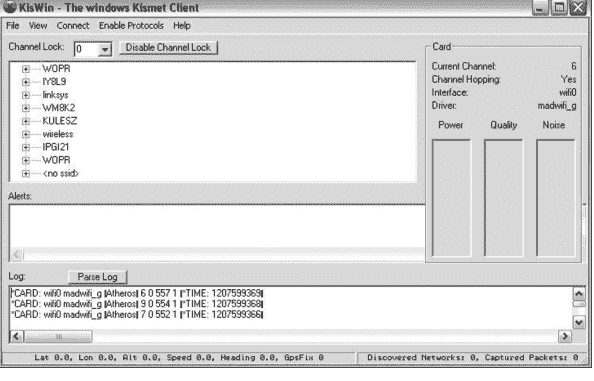 KisWin - The windows Kismet Client
File View Connect Enable Protocols Help
Channel Lock: 0 Disable Channel Lock
WOPR
IY8L9
linksys
WM8K2
KULESZ
wireless
IPGI21
WOPR
<no ssid>
Card
Current Channel: 6
Channel Hopping: Yes
Interface: wifi0
Driver: madwifi_g
Power Quality Noise
Alerts:
Log: Parse Log
*CARD: wifi0 madwifi_g |Atheros| 6 0 557 1 |*TIME: 1207599369|
*CARD: wifi0 madwifi_g |Atheros| 9 0 554 1 |*TIME: 1207599368|
*CARD: wifi0 madwifi_g |Atheros| 7 0 552 1 |*TIME: 1207599366|
Lat 0.0, Lon 0.0, Alt 0.0, Speed 0.0, Heading 0.0, GpsFix 0
Discovered Networks: 0, Captured Packets: 0